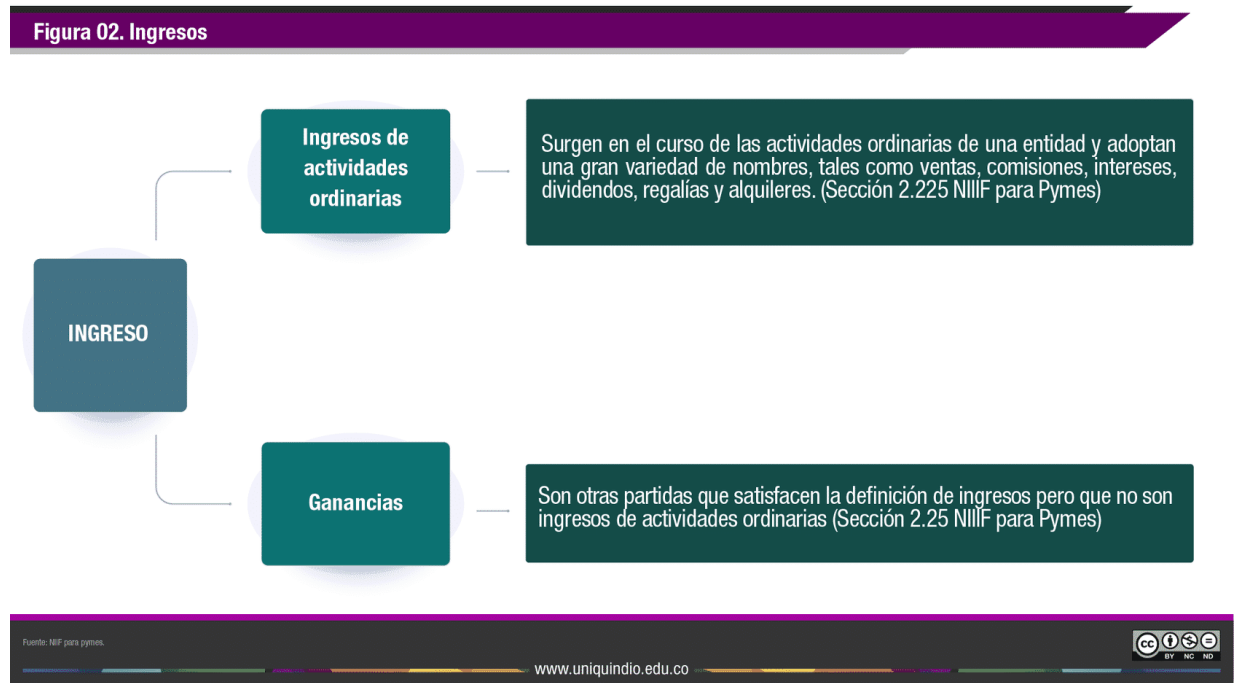 Figura 02. Ingresos
Ingresos de
actividades
ordinarias
Surgen en el curso de las actividades ordinarias de una entidad y adoptan
una gran variedad de nombres, tales como ventas, comisiones, intereses,
dividendos, regalías y alquileres. (Sección 2.225 NIIIF para Pymes)
INGRESO
Ganancias
Son otras partidas que satisfacen la definición de ingresos pero que no son
ingresos de actividades ordinarias (Sección 2.25 NIIIF para Pymes)
Fuente: NIIF para pymes.
www.uniquindio.edu.co
cc
BY NC ND